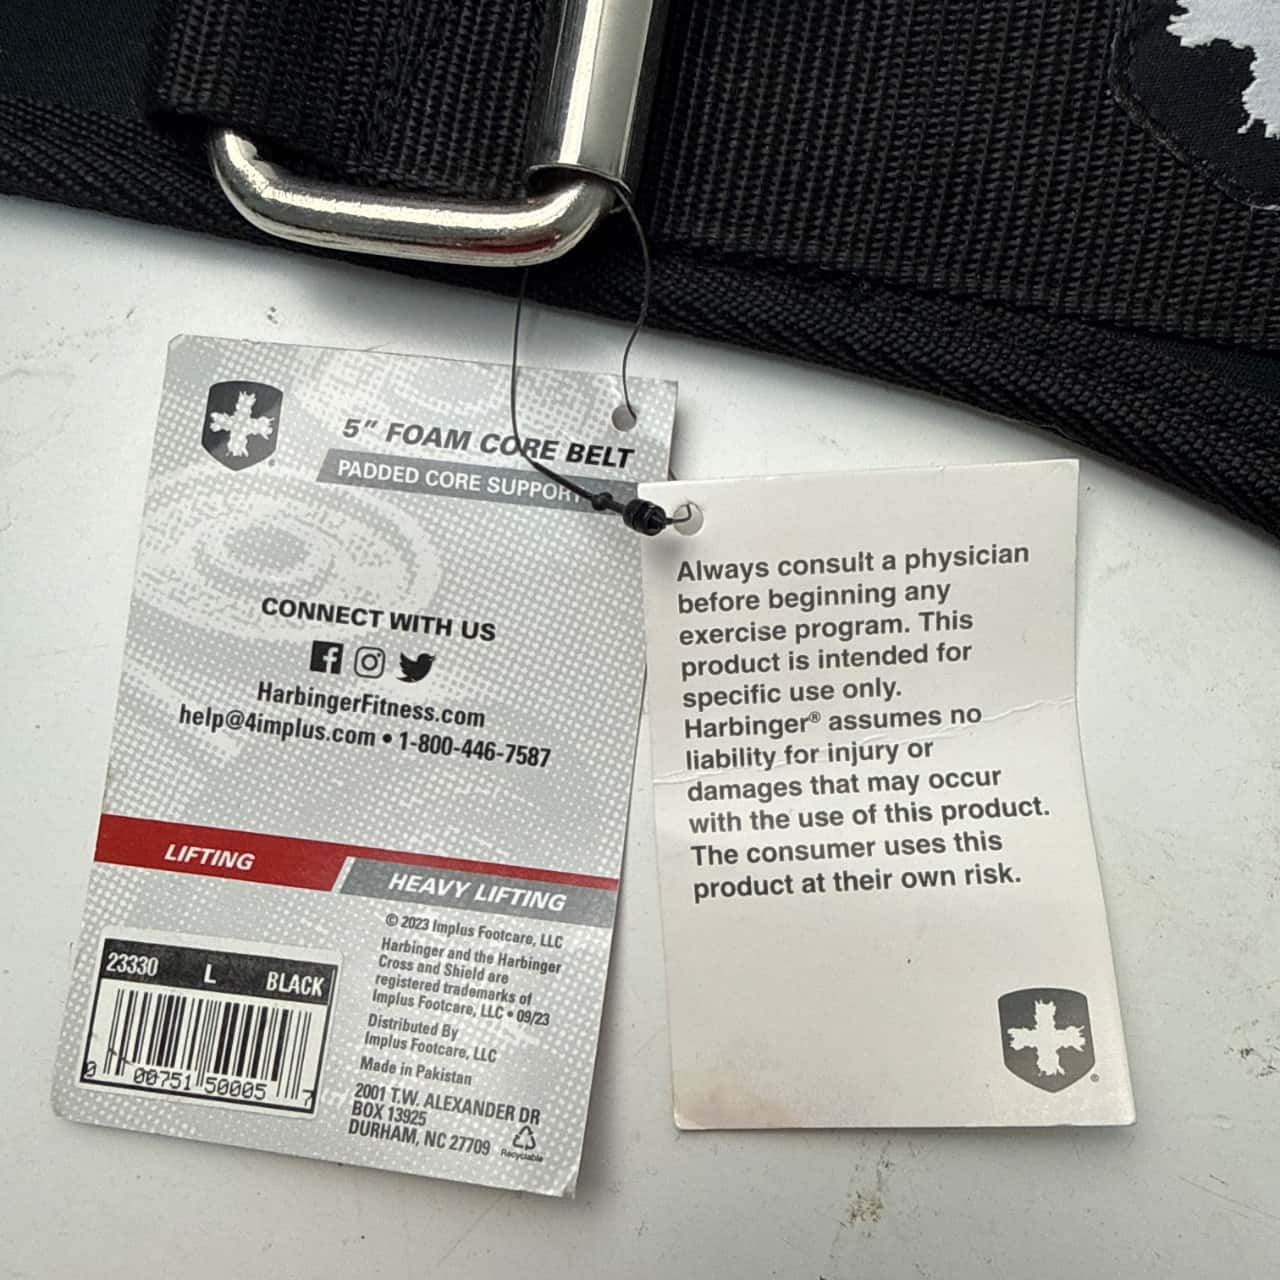 5" FOAM CORE BELT
PADDED CORE SUPPORT
CONNECT WITH US
HarbingerFitness.com
help@4implus.com • 1-800-446-7587
LIFTING
HEAVY LIFTING
23330 L BLACK
0 00751 50005 7
© 2023 Implus Footcare, LLC
Harbinger and the Harbinger
Cross and Shield are
registered trademarks of
Implus Footcare, LLC • 09/23
Distributed By
Implus Footcare, LLC
Made in Pakistan
2001 T.W. ALEXANDER DR
BOX 13925
DURHAM, NC 27709
Recyclable
Always consult a physician
before beginning any
exercise program. This
product is intended for
specific use only.
Harbinger® assumes no
liability for injury or
damages that may occur
with the use of this product.
The consumer uses this
product at their own risk.